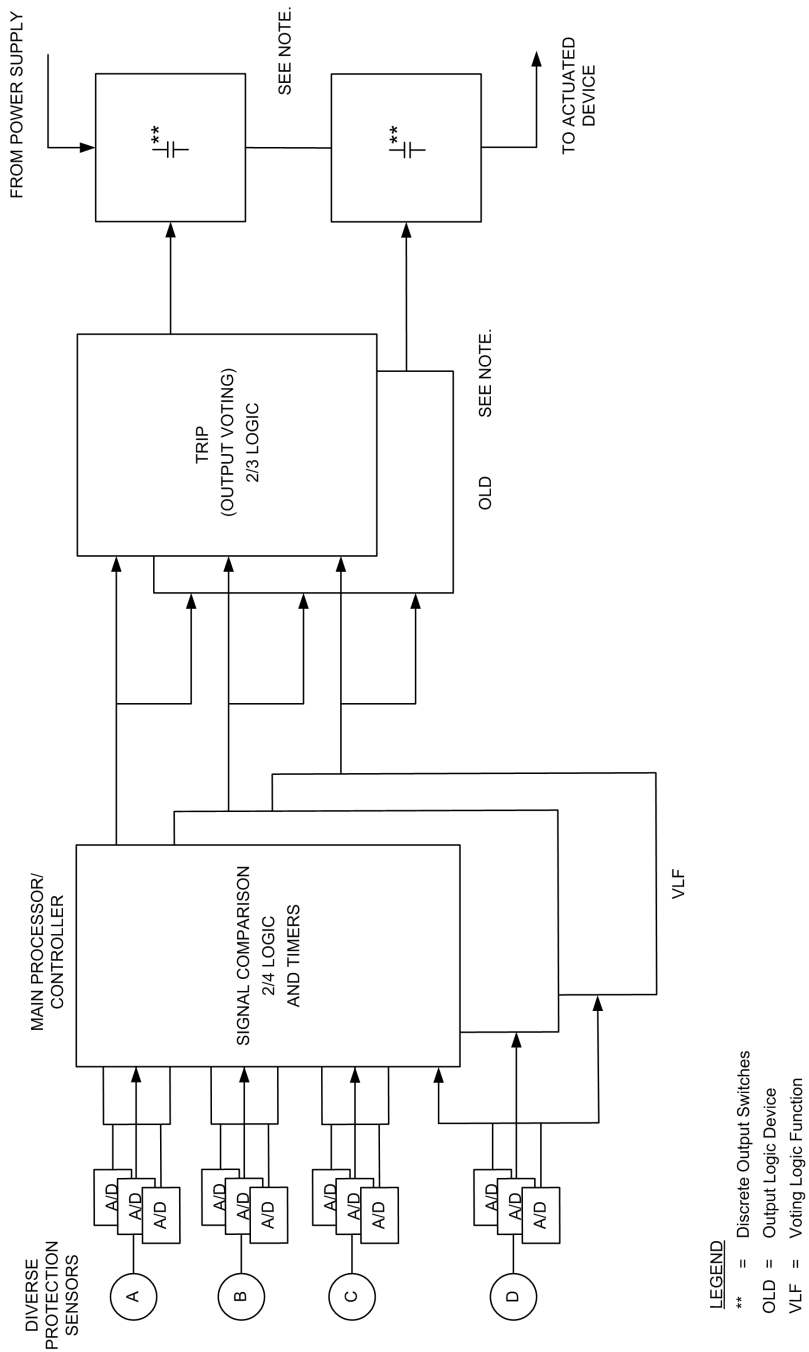 DIVERSE
PROTECTION
SENSORS
A
B
C
D
A/D
A/D
A/D
A/D
A/D
A/D
A/D
A/D
A/D
A/D
A/D
A/D
MAIN PROCESSOR/
CONTROLLER
SIGNAL COMPARISON
2/4 LOGIC
AND TIMERS
VLF
TRIP
(OUTPUT VOTING)
2/3 LOGIC
OLD
SEE NOTE.
FROM POWER SUPPLY
**
SEE NOTE.
**
TO ACTUATED
DEVICE
LEGEND
** = Discrete Output Switches
OLD = Output Logic Device
VLF = Voting Logic Function